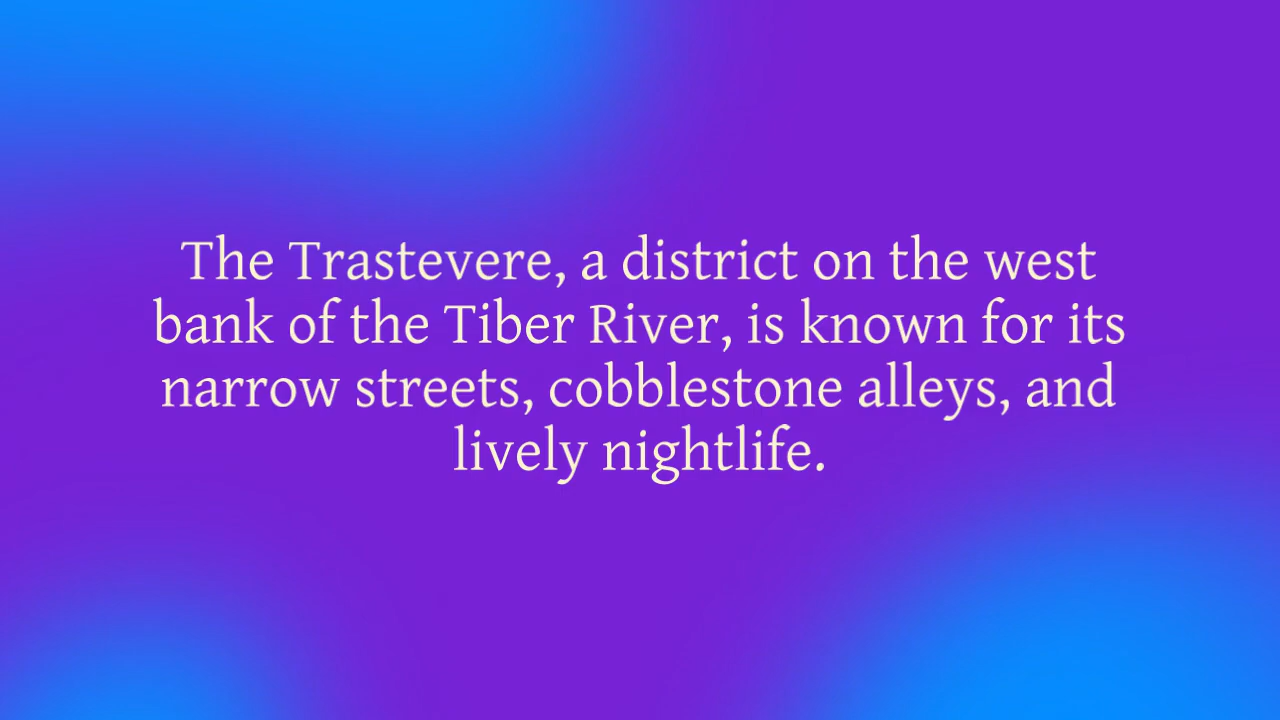 The Trastevere, a district on the west
bank of the Tiber River, is known for its
narrow streets, cobblestone alleys, and
lively nightlife.